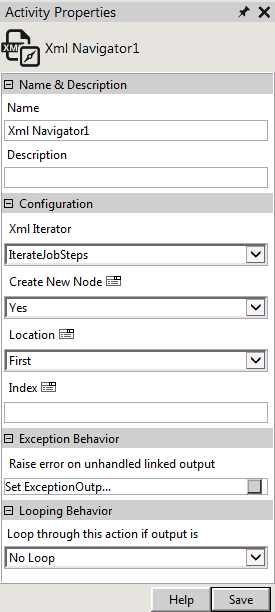 Activity Properties
XM
Xml Navigator1
Name & Description
Name
Xml Navigator1
Description
Configuration
Xml Iterator
IterateJobSteps
Create New Node
Yes
Location
First
Index
Exception Behavior
Raise error on unhandled linked output
Set ExceptionOutp...
Looping Behavior
Loop through this action if output is
No Loop
Help Save